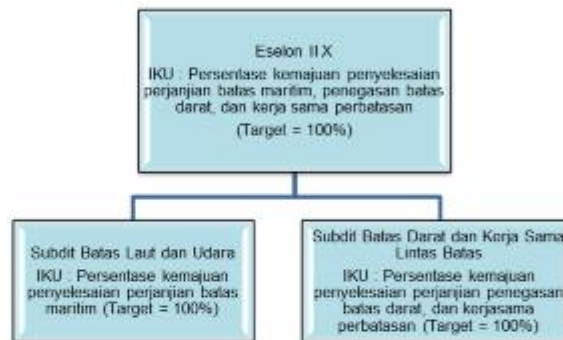 Eselon II X
IKU : Persentase kemajuan penyelesaian
perjanjian batas maritim, penegasan batas
darat, dan kerja sama perbatasan
(Target = 100%)
Subdit Batas Laut dan Udara
IKU : Persentase kemajuan
penyelesaian perjanjian batas
maritim (Target = 100%)
Subdit Batas Darat dan Kerja Sama
Lintas Batas
IKU : Persentase kemajuan
penyelesaian perjanjian penegasan
batas darat, dan kerjasama
perbatasan (Target = 100%)